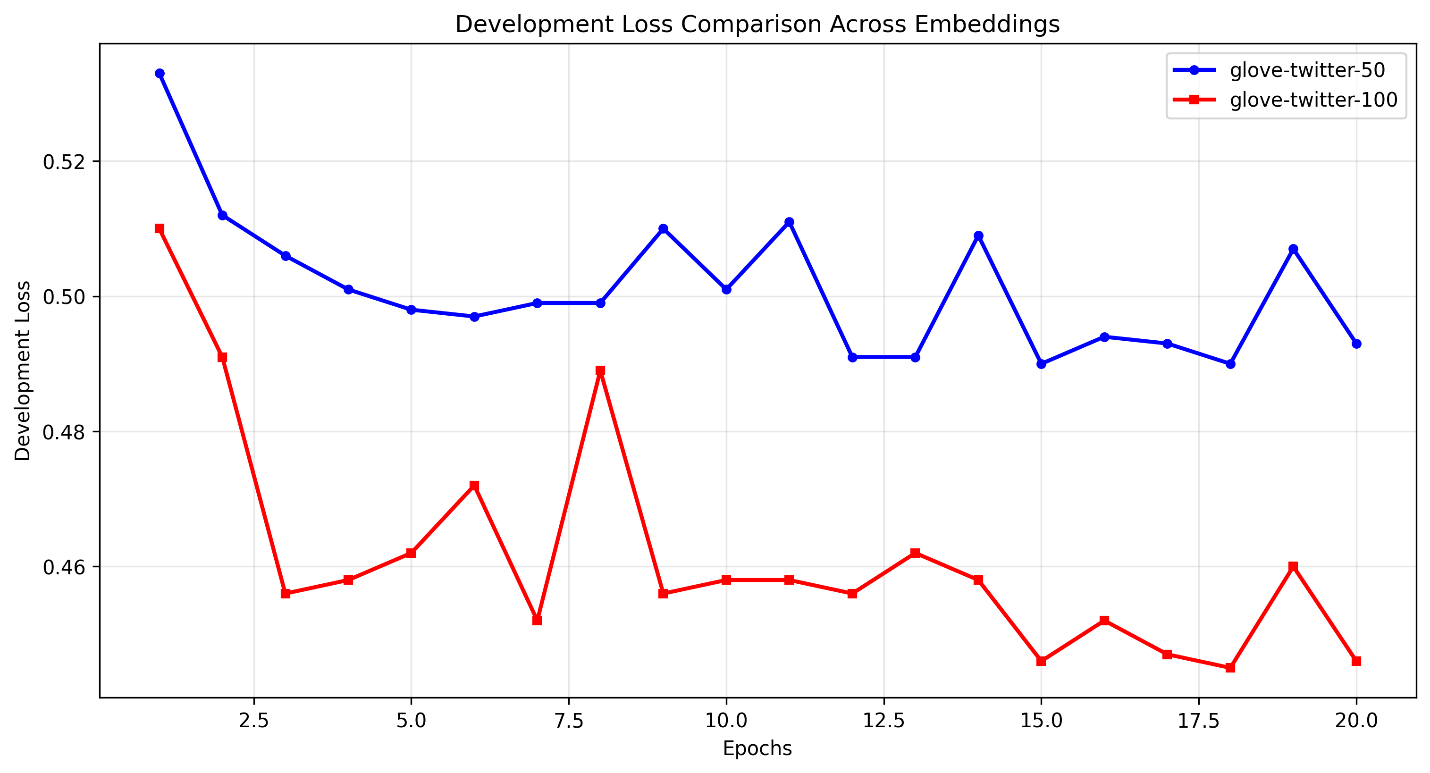 Development Loss Comparison Across Embeddings
glove-twitter-50
glove-twitter-100
Development Loss
0.52
0.50
0.48
0.46
2.5 5.0 7.5 10.0 12.5 15.0 17.5 20.0
Epochs